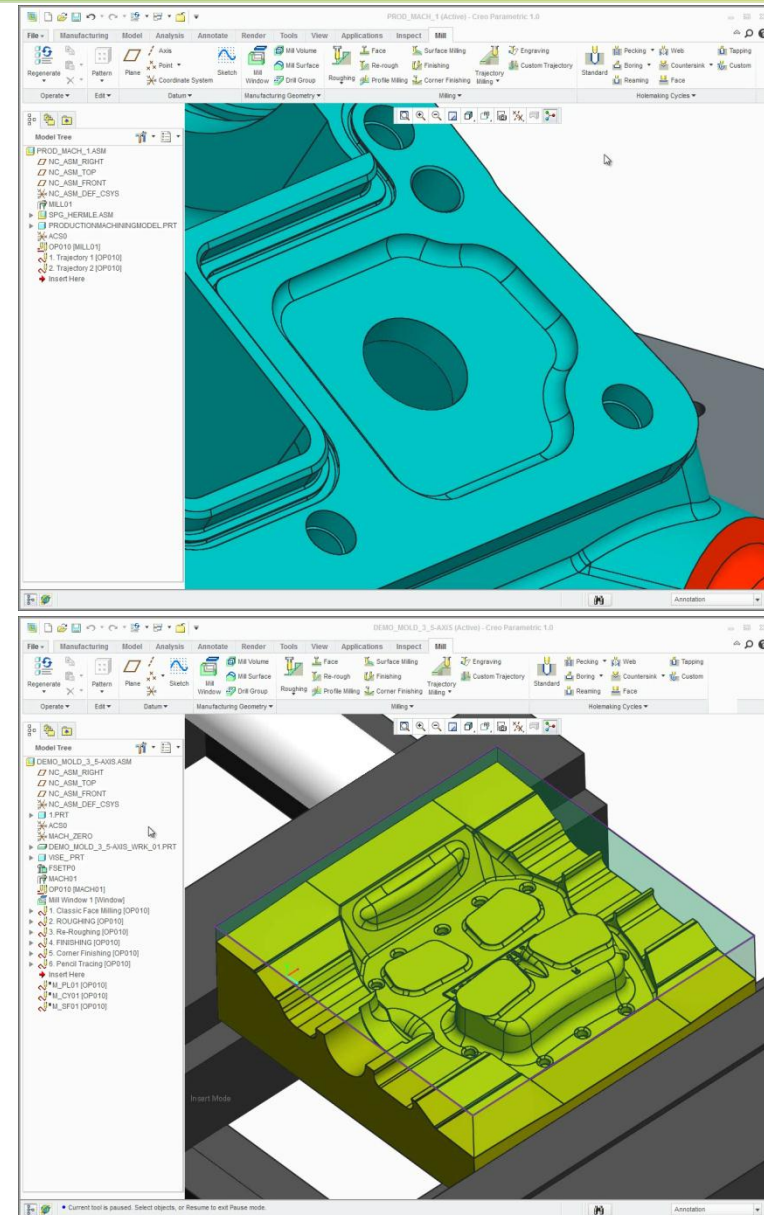 PROD_MACH_1 (Active) - Creo Parametric 1.0
File Manufacturing Model Analysis Annotate Render Tools View Applications Inspect Mill
Axis Mill Volume Face Surface Milling Engraving Pecking Web Tapping
Point Mill Surface Re-rough Finishing Custom Trajectory Boring Countersink Custom
Regenerate Pattern Plane Coordinate System Sketch Mill Window Drill Group Roughing Profile Milling Corner Finishing Trajectory Milling Standard Reaming Face
Operate Edit Datum Manufacturing Geometry Milling Holemaking Cycles
Model Tree
PROD_MACH_1.ASM
NC_ASM_RIGHT
NC_ASM_TOP
NC_ASM_FRONT
NC_ASM_DEF_CSYS
MILL01
SPG_HERMLE.ASM
PRODUCTIONMACHININGMODEL.PRT
ACS0
OP010 [MILL01]
1. Trajectory 1 [OP010]
2. Trajectory 2 [OP010]
Insert Here
Annotation
DEMO_MOLD_3_5-AXIS (Active) - Creo Parametric 1.0
File Manufacturing Model Analysis Annotate Render Tools View Applications Inspect Mill
Mill Volume Face Surface Milling Engraving Pecking Web Tapping
Mill Surface Re-rough Finishing Custom Trajectory Boring Countersink Custom
Regenerate Pattern Plane Sketch Mill Window Drill Group Roughing Profile Milling Corner Finishing Trajectory Milling Standard Reaming Face
Operate Edit Datum Manufacturing Geometry Milling Holemaking Cycles
Model Tree
DEMO_MOLD_3_5-AXIS.ASM
NC_ASM_RIGHT
NC_ASM_TOP
NC_ASM_FRONT
NC_ASM_DEF_CSYS
1.PRT
ACS0
MACH_ZERO
DEMO_MOLD_3_5-AXIS_WRK_01.PRT
VISE_.PRT
FSETP0
MACH01
OP010 [MACH01]
Mill Window 1 [Window]
1. Classic Face Milling [OP010]
2. ROUGHING [OP010]
3. Re-Roughing [OP010]
4. FINISHING [OP010]
5. Corner Finishing [OP010]
6. Pencil Tracing [OP010]
Insert Here
*M_PL01 [OP010]
*M_CY01 [OP010]
*M_SF01 [OP010]
Insert Mode
Current tool is paused. Select objects, or Resume to exit Pause mode.
Annotation